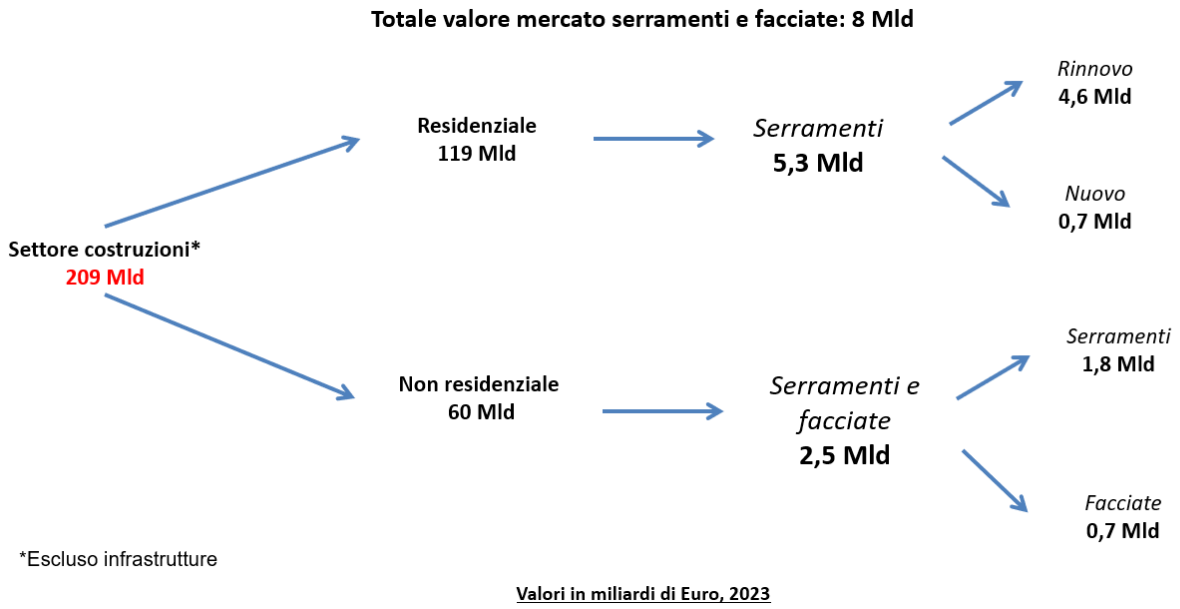 Totale valore mercato serramenti e facciate: 8 Mld
Rinnovo
4,6 Mld
Residenziale
119 Mld
Serramenti
5,3 Mld
Nuovo
0,7 Mld
Settore costruzioni*
209 Mld
Serramenti
1,8 Mld
Non residenziale
60 Mld
Serramenti e
facciate
2,5 Mld
Facciate
0,7 Mld
*Escluso infrastrutture
Valori in miliardi di Euro, 2023